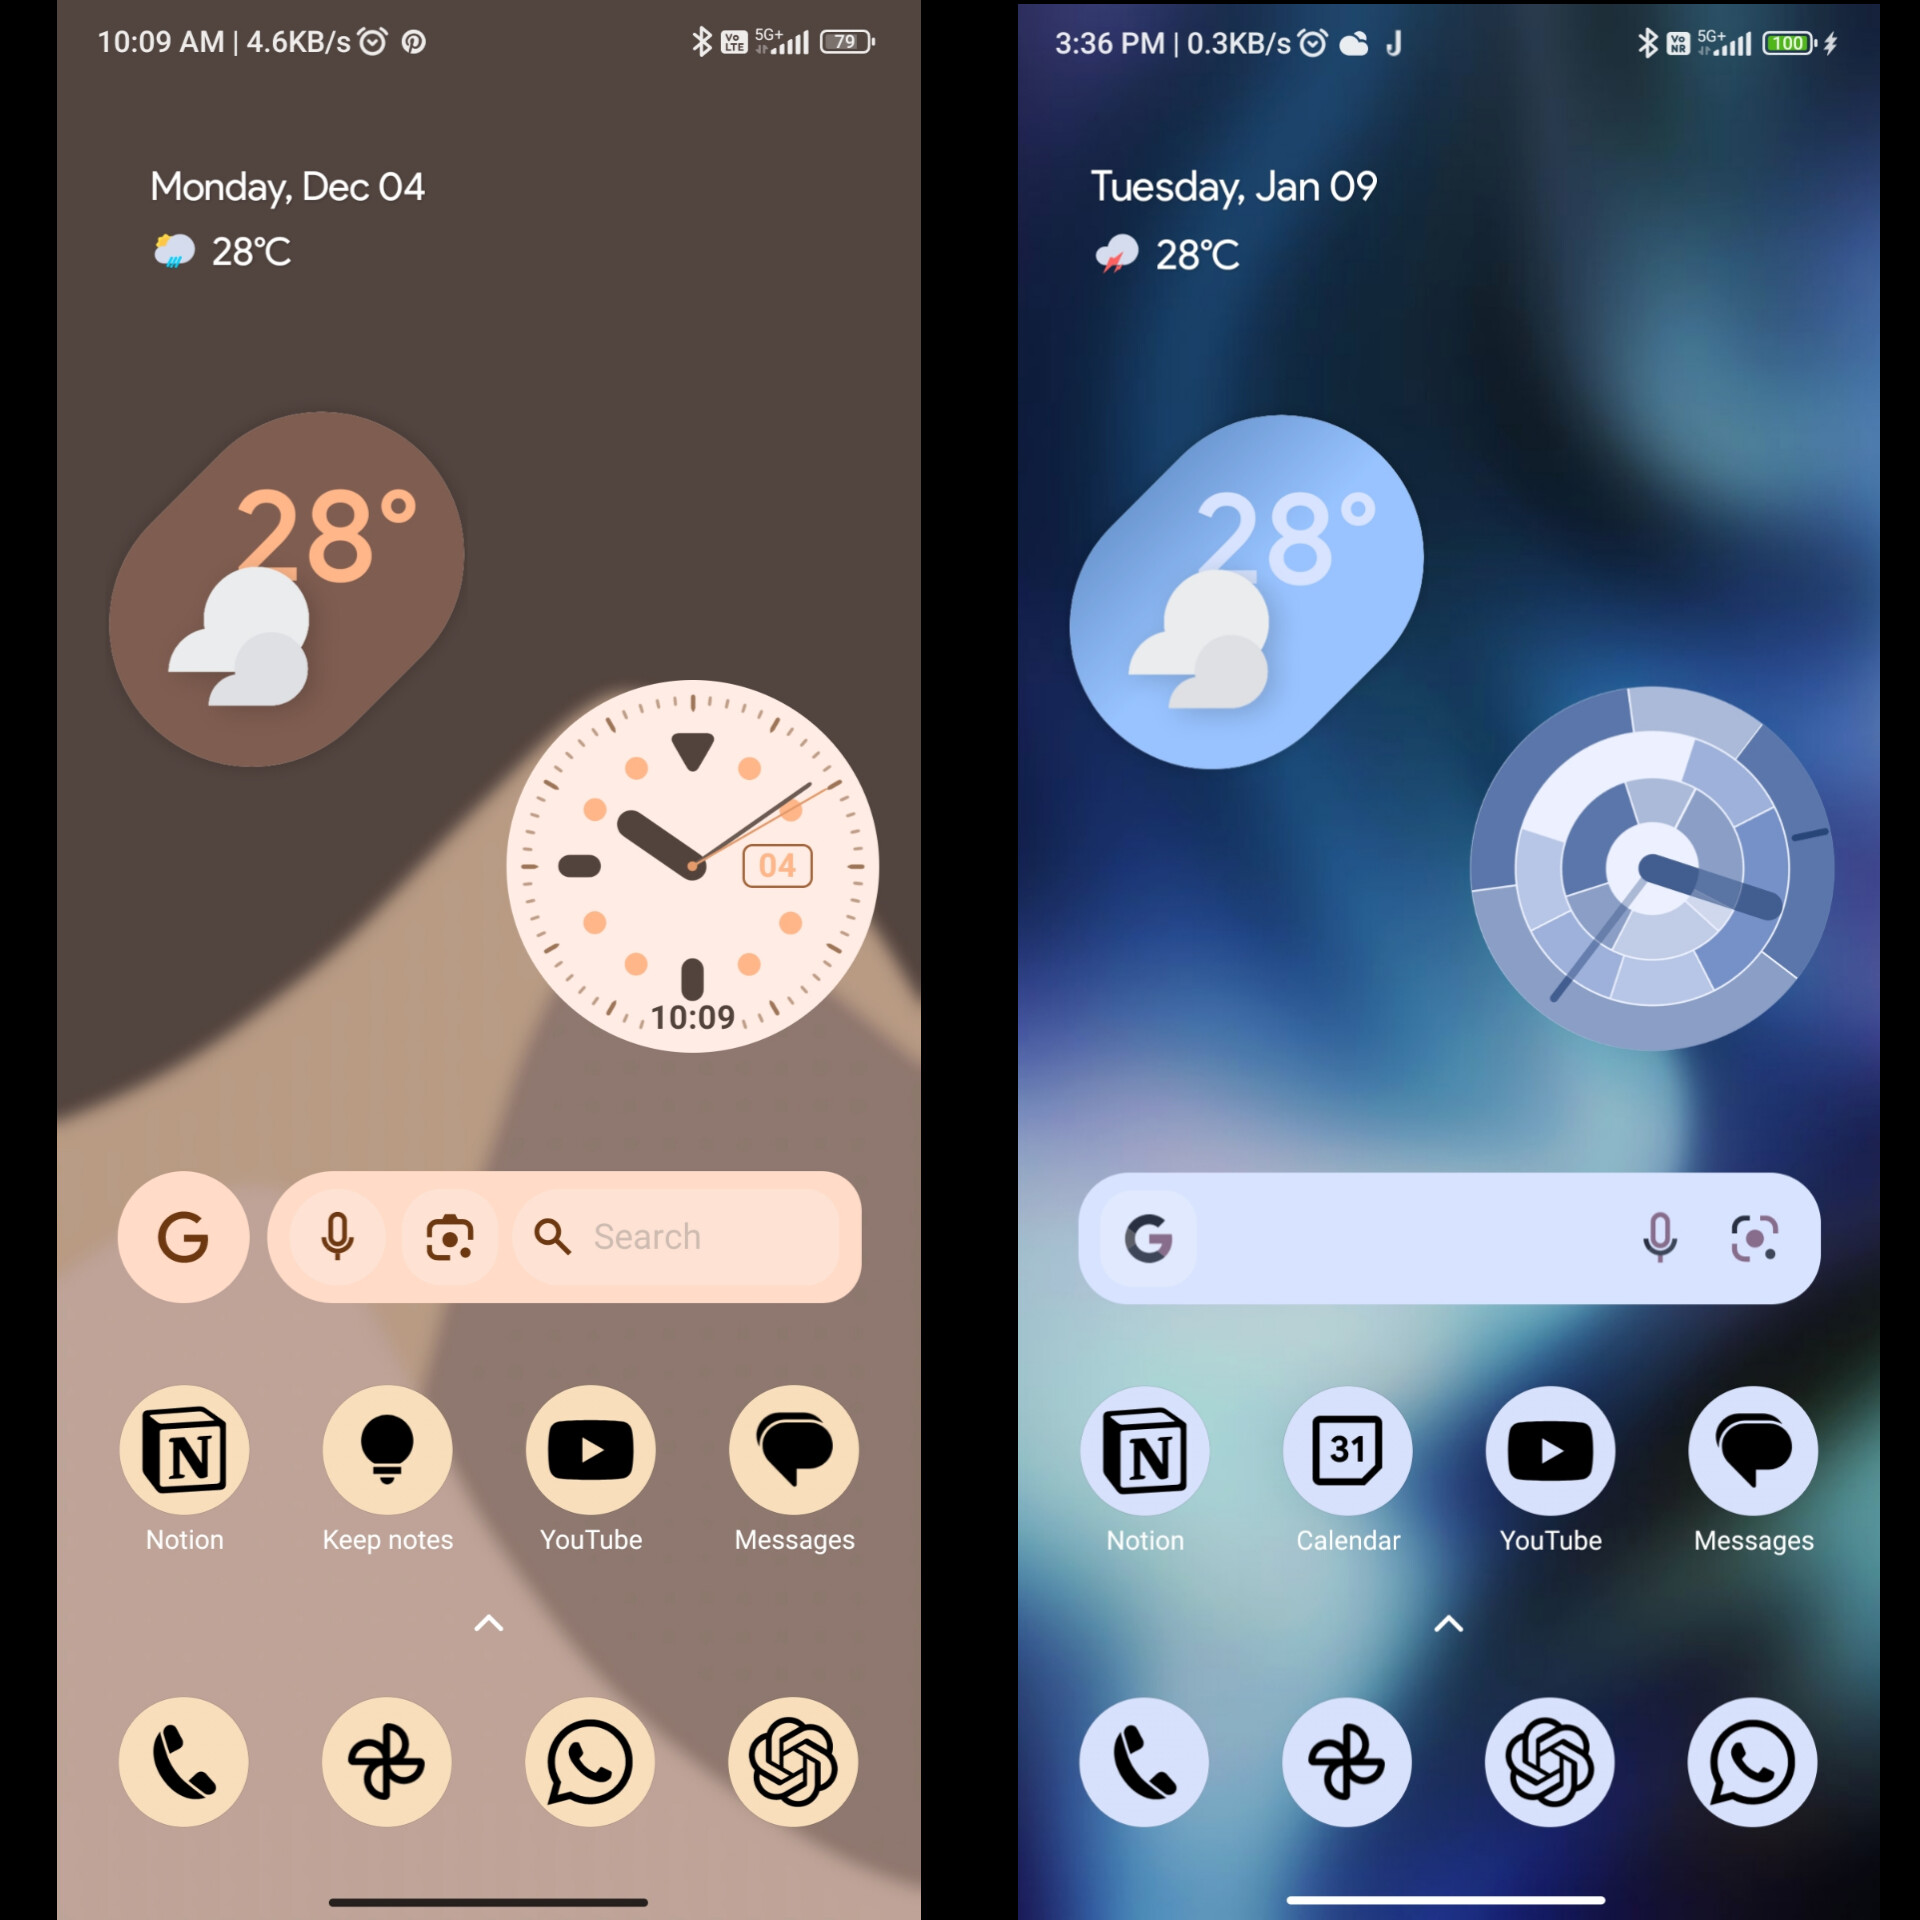 10:09 AM | 4.6KB/s
Vo LTE
5G+
79
Monday, Dec 04
28°C
28°
04
10:09
G
Search
N
Notion
Keep notes
YouTube
Messages
3:36 PM | 0.3KB/s
J
Vo NR
5G+
100
Tuesday, Jan 09
28°C
28°
G
N
31
Notion
Calendar
YouTube
Messages